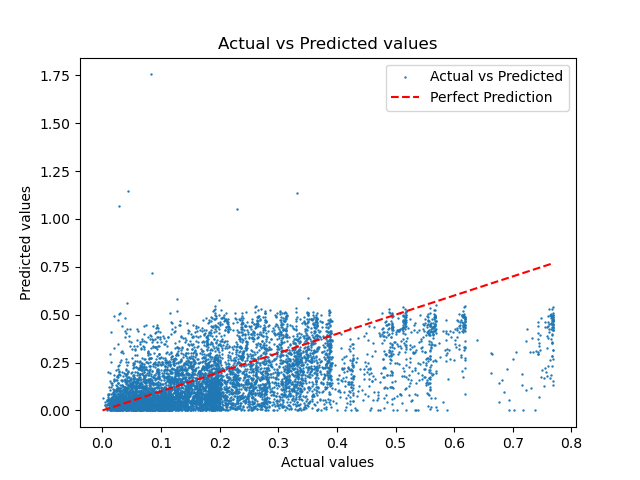 Actual vs Predicted values
Actual vs Predicted
Perfect Prediction
Predicted values
1.75
1.50
1.25
1.00
0.75
0.50
0.25
0.00
0.0 0.1 0.2 0.3 0.4 0.5 0.6 0.7 0.8
Actual values